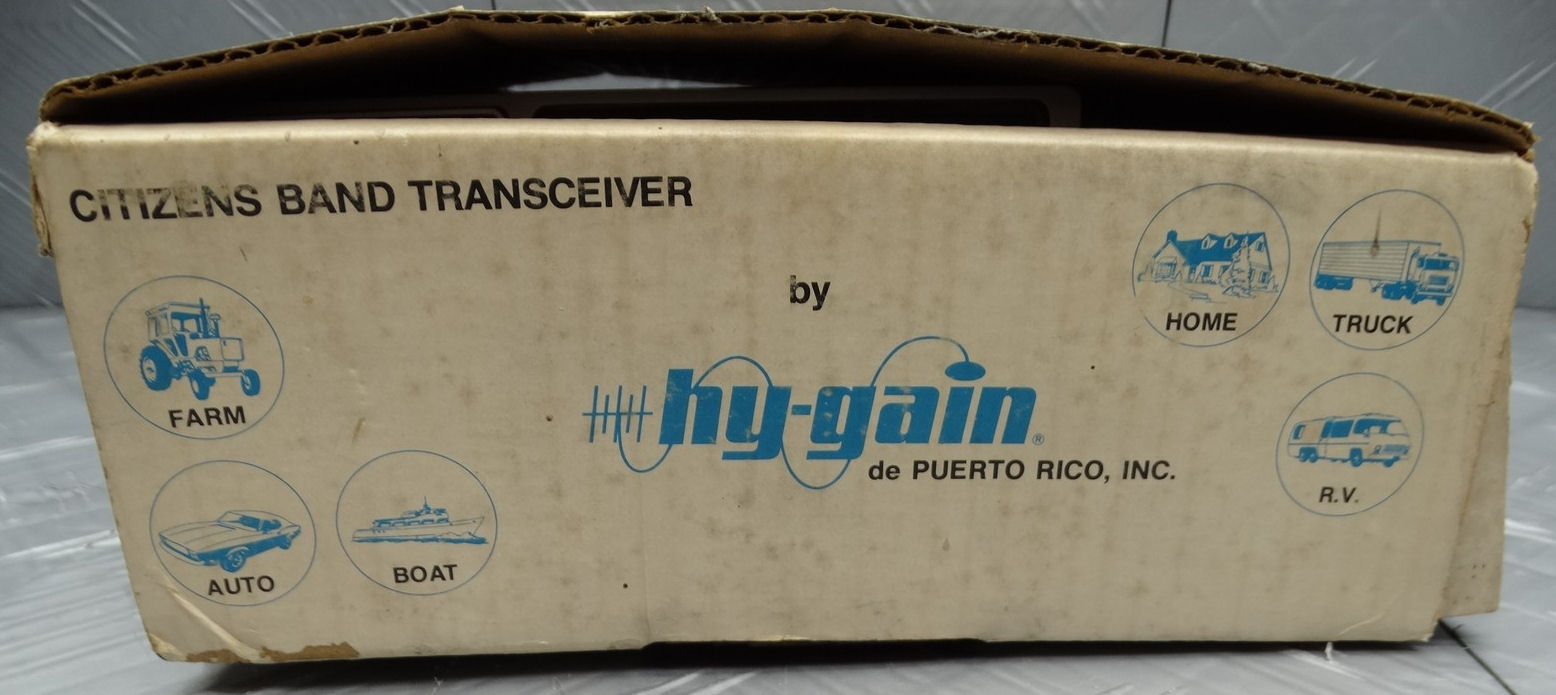 CITIZENS BAND TRANSCEIVER
by
hy-gain®
de PUERTO RICO, INC.
HOME
TRUCK
FARM
R.V.
AUTO
BOAT